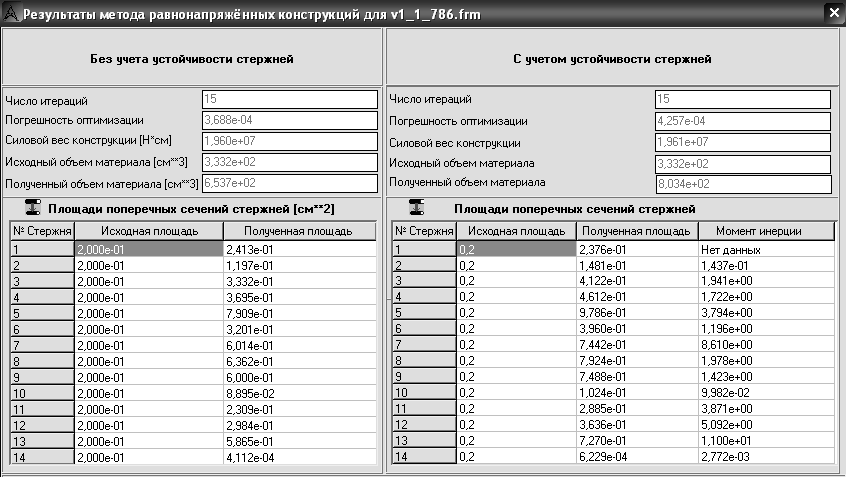 Результаты метода равнонапряжённых конструкций для v1_1_786.frm
Без учета устойчивости стержней
Число итераций 15
Погрешность оптимизации 3,688e-04
Силовой вес конструкции [Н*см] 1,960e+07
Исходный объем материала [см**3] 3,332e+02
Полученный объем материала [см**3] 6,537e+02
Площади поперечных сечений стержней [см**2]
№ Стержня Исходная площадь Полученная площадь
1 2,000e-01 2,413e-01
2 2,000e-01 1,197e-01
3 2,000e-01 3,332e-01
4 2,000e-01 3,695e-01
5 2,000e-01 7,909e-01
6 2,000e-01 3,201e-01
7 2,000e-01 6,014e-01
8 2,000e-01 6,362e-01
9 2,000e-01 6,000e-01
10 2,000e-01 8,895e-02
11 2,000e-01 2,309e-01
12 2,000e-01 2,984e-01
13 2,000e-01 5,865e-01
14 2,000e-01 4,112e-04
С учетом устойчивости стержней
Число итераций 15
Погрешность оптимизации 4,257e-04
Силовой вес конструкции 1,961e+07
Исходный объем материала 3,332e+02
Полученный объем материала 8,034e+02
Площади поперечных сечений стержней
№ Стержня Исходная площадь Полученная площадь Момент инерции
1 0,2 2,376e-01 Нет данных
2 0,2 1,481e-01 1,437e-01
3 0,2 4,122e-01 1,941e+00
4 0,2 4,612e-01 1,722e+00
5 0,2 9,786e-01 3,794e+00
6 0,2 3,960e-01 1,196e+00
7 0,2 7,442e-01 8,610e+00
8 0,2 7,924e-01 1,978e+00
9 0,2 7,488e-01 1,423e+00
10 0,2 1,024e-01 9,982e-02
11 0,2 2,885e-01 3,871e+00
12 0,2 3,636e-01 5,092e+00
13 0,2 7,270e-01 1,100e+01
14 0,2 6,229e-04 2,772e-03